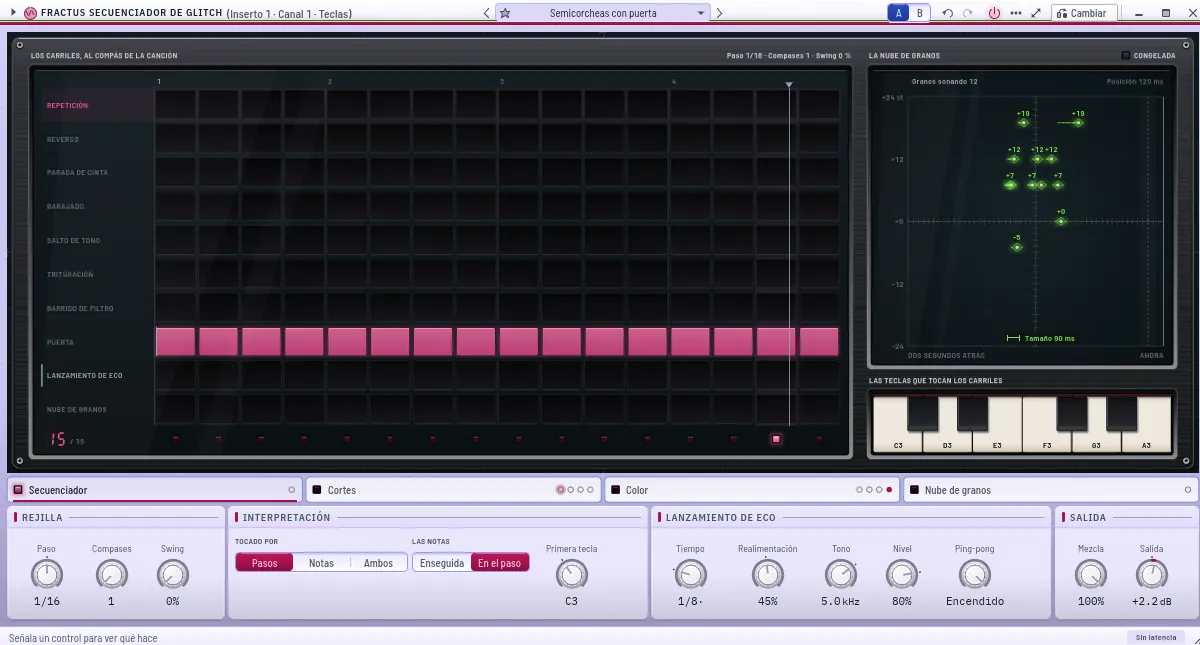 FRACTUS SECUENCIADOR DE GLITCH (Inserto 1 · Canal 1 · Teclas)
Semicorcheas con puerta
A B
Cambiar
LOS CARRILES, AL COMPÁS DE LA CANCIÓN
Paso 1/16 · Compases 1 · Swing 0 %
1 2 3 4
REPETICIÓN
REVERSO
PARADA DE CINTA
BARAJADO
SALTO DE TONO
TRITURACIÓN
BARRIDO DE FILTRO
PUERTA
LANZAMIENTO DE ECO
NUBE DE GRANOS
15 / 16
LA NUBE DE GRANOS
CONGELADA
Granos sonando 12
Posición 120 ms
+24 st
+19 +19
+12
+12 +12 +12
+7 +7 +7
+0
+0
-5
-12
-24
Tamaño 90 ms
DOS SEGUNDOS ATRÁS
AHORA
LAS TECLAS QUE TOCAN LOS CARRILES
C3 D3 E3 F3 G3 A3
Secuenciador
Cortes
Color
Nube de granos
REJILLA
Paso Compases Swing
1/16 1 0%
INTERPRETACIÓN
TOCADO POR
Pasos Notas Ambos
LAS NOTAS
Enseguida En el paso
Primera tecla
C3
LANZAMIENTO DE ECO
Tiempo Realimentación Tono Nivel Ping-pong
1/8· 45% 5.0 kHz 80% Encendido
SALIDA
Mezcla Salida
100% +2.2 dB
Señala un control para ver qué hace
Sin latencia